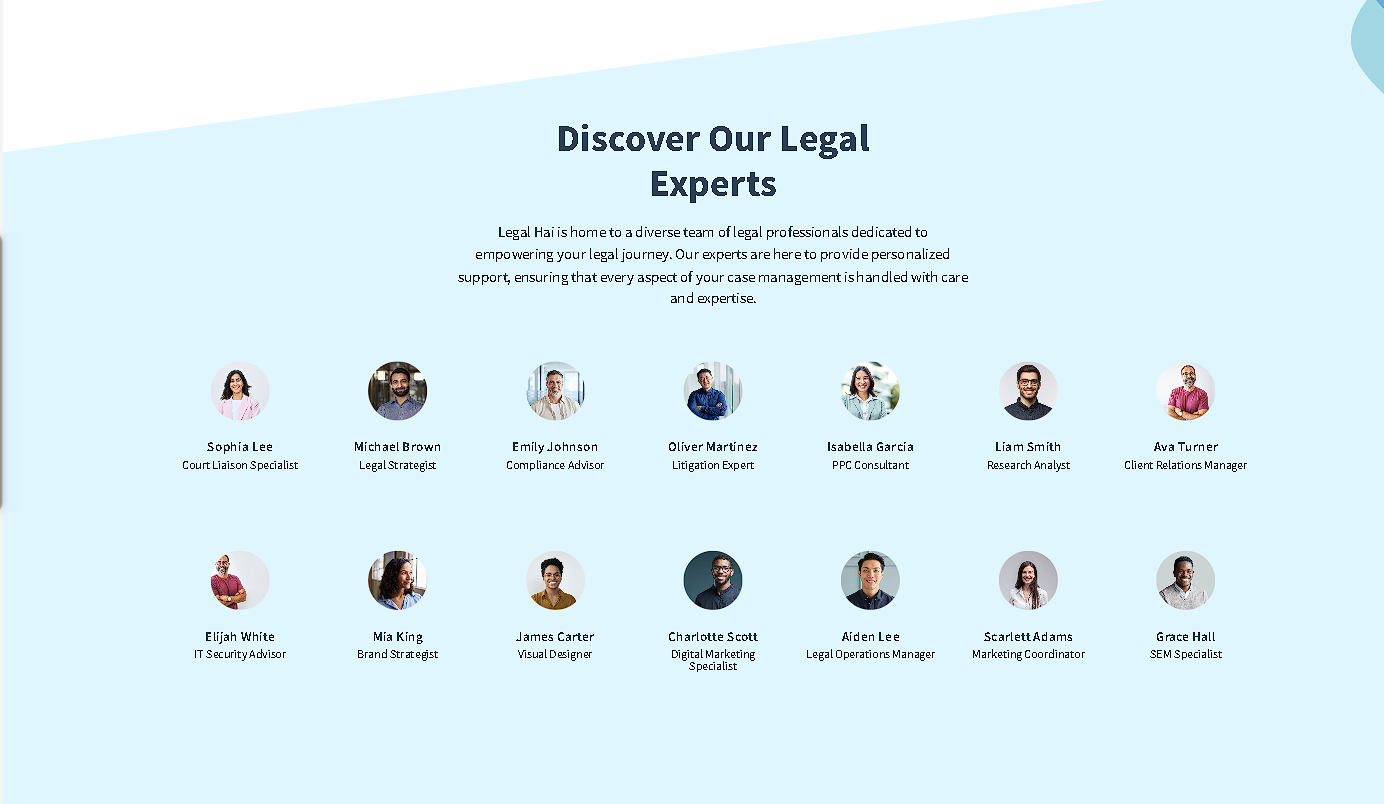 Discover Our Legal
Experts
Legal Hai is home to a diverse team of legal professionals dedicated to
empowering your legal journey. Our experts are here to provide personalized
support, ensuring that every aspect of your case management is handled with care
and expertise.
Sophia Lee
Court Liaison Specialist
Michael Brown
Legal Strategist
Emily Johnson
Compliance Advisor
Oliver Martinez
Litigation Expert
Isabella Garcia
PPC Consultant
Liam Smith
Research Analyst
Ava Turner
Client Relations Manager
Elijah White
IT Security Advisor
Mia King
Brand Strategist
James Carter
Visual Designer
Charlotte Scott
Digital Marketing
Specialist
Aiden Lee
Legal Operations Manager
Scarlett Adams
Marketing Coordinator
Grace Hall
SEM Specialist